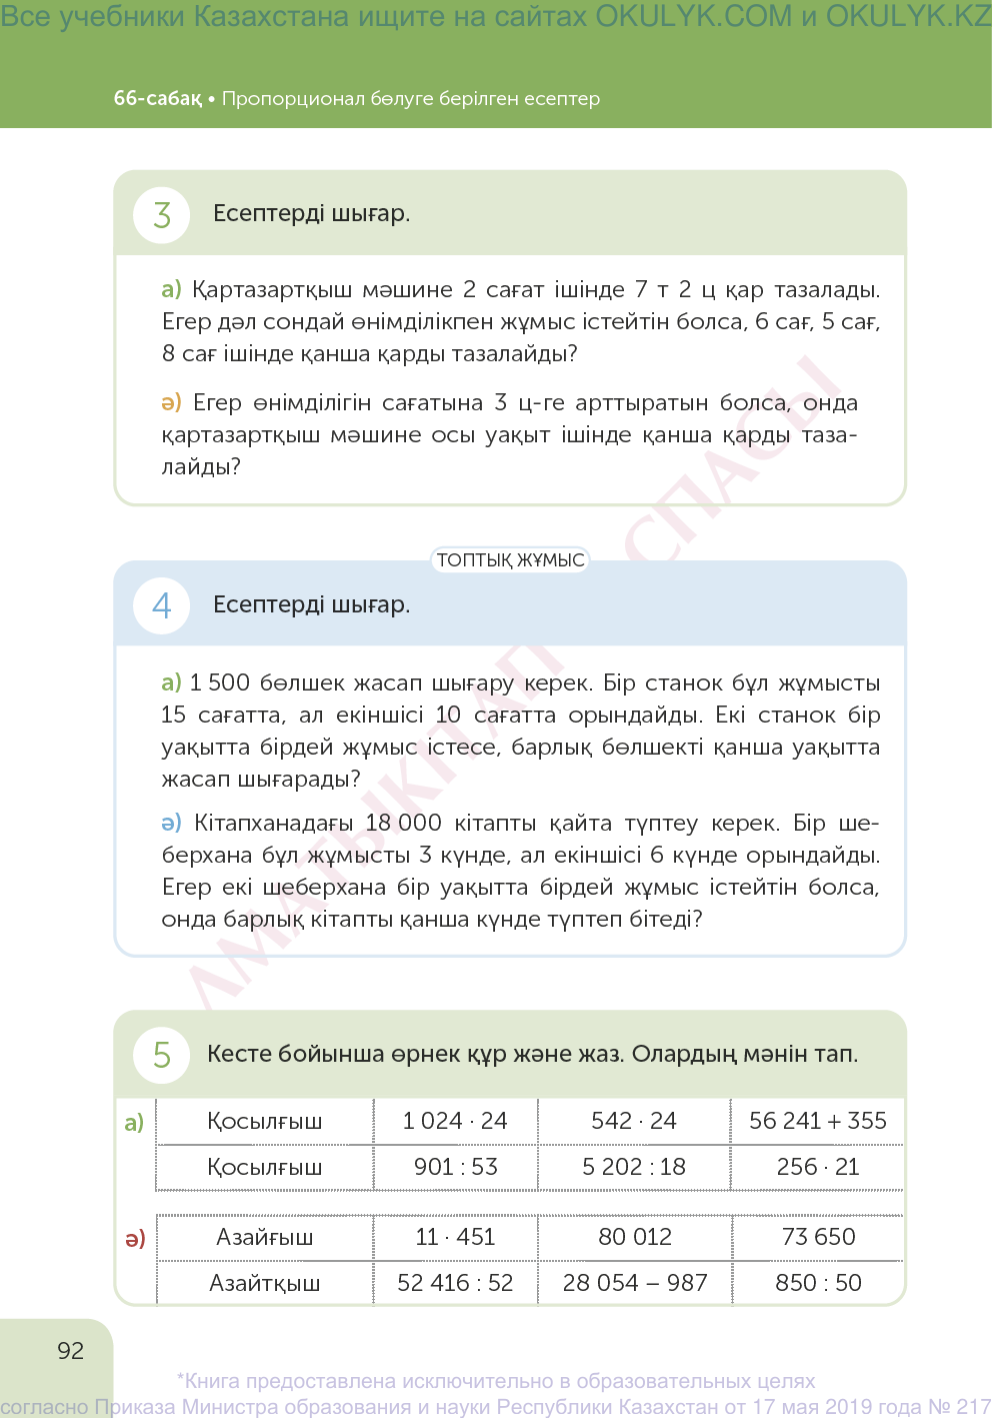 Все учебники Казахстана ищите на сайтах OKULYK.COM и OKULYK.KZ
66-сабақ • Пропорционал бөлуге берілген есептер
3 Есептерді шығар.
а) Қартазартқыш мәшине 2 сағат ішінде 7 т 2 ц қар тазалады.
Егер дәл сондай өнімділікпен жұмыс істейтін болса, 6 сағ, 5 сағ,
8 сағ ішінде қанша қарды тазалайды?
ә) Егер өнімділігін сағатына 3 ц-ге арттыратын болса, онда
қартазартқыш мәшине осы уақыт ішінде қанша қарды таза-
лайды?
ТОПТЫҚ ЖҰМЫС
4 Есептерді шығар.
а) 1 500 бөлшек жасап шығару керек. Бір станок бұл жұмысты
15 сағатта, ал екіншісі 10 сағатта орындайды. Екі станок бір
уақытта бірдей жұмыс істесе, барлық бөлшекті қанша уақытта
жасап шығарады?
ә) Кітапханадағы 18 000 кітапты қайта түптеу керек. Бір ше-
берхана бұл жұмысты 3 күнде, ал екіншісі 6 күнде орындайды.
Егер екі шеберхана бір уақытта бірдей жұмыс істейтін болса,
онда барлық кітапты қанша күнде түптеп бітеді?
5 Кесте бойынша өрнек құр және жаз. Олардың мәнін тап.
а) Қосылғыш 1 024 · 24 542 · 24 56 241 + 355
Қосылғыш 901 : 53 5 202 : 18 256 · 21
ә) Азайғыш 11 · 451 80 012 73 650
Азайтқыш 52 416 : 52 28 054 – 987 850 : 50
92
*Книга предоставлена исключительно в образовательных целях
согласно Приказа Министра образования и науки Республики Казахстан от 17 мая 2019 года № 217